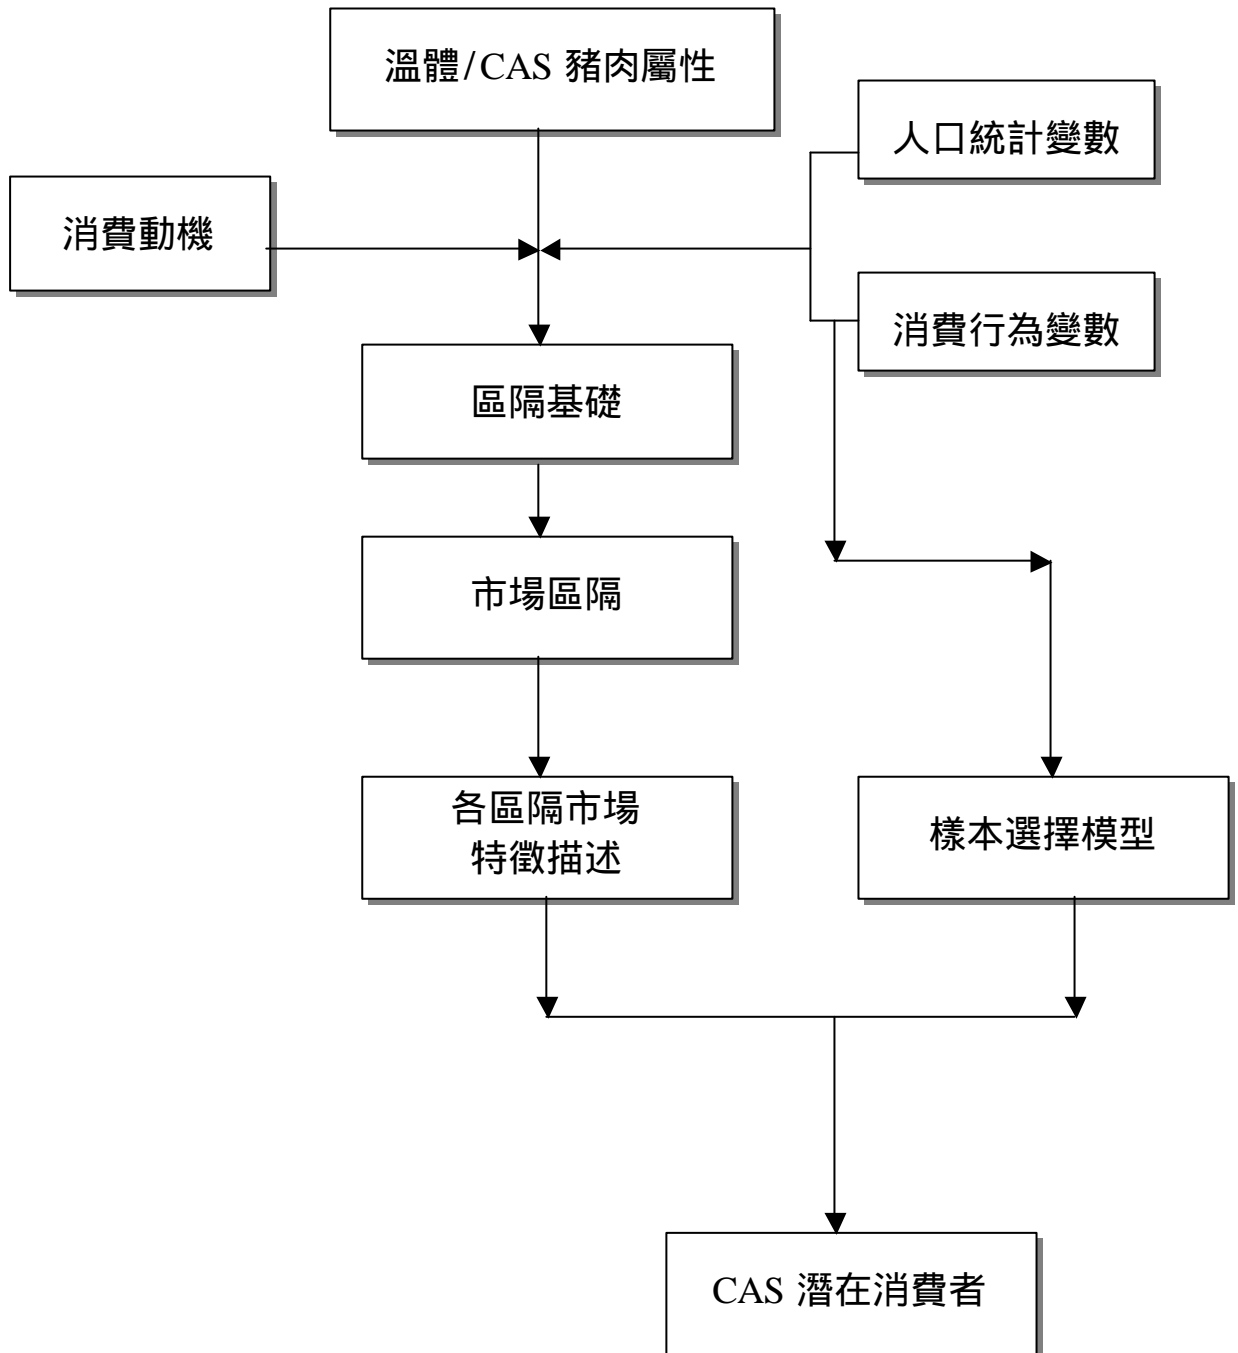 溫體/CAS 豬肉屬性
人口統計變數
消費動機
消費行為變數
區隔基礎
市場區隔
各區隔市場
特徵描述
樣本選擇模型
CAS 潛在消費者